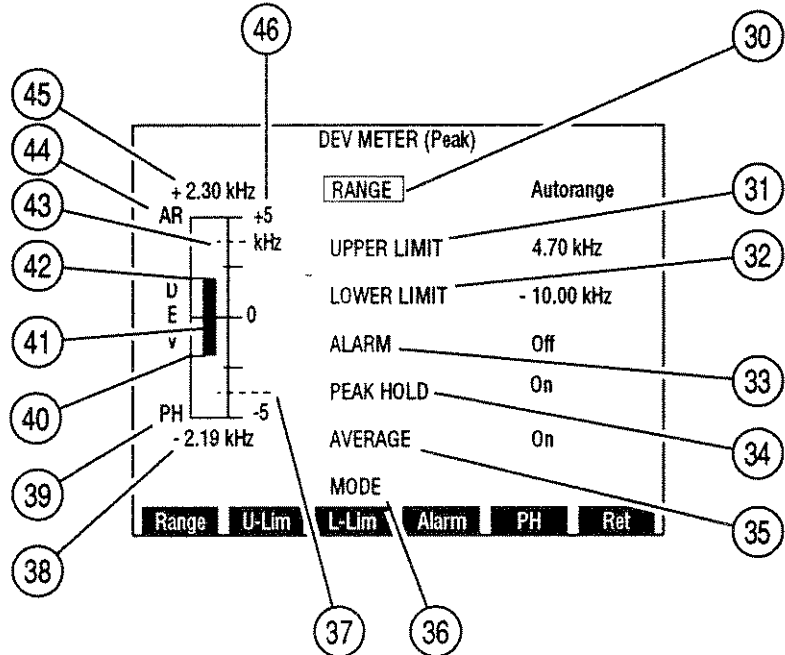 46
30
45
DEV METER (Peak)
44
+ 2.30 kHz
RANGE
Autorange
31
43
AR
+5
kHz
UPPER LIMIT
4.70 kHz
32
42
D
E
v
0
LOWER LIMIT
- 10.00 kHz
41
ALARM
Off
33
40
PEAK HOLD
On
PH
-5
34
- 2.19 kHz
AVERAGE
On
39
MODE
35
Range U-Lim L-Lim Alarm PH Ret
38
37
36